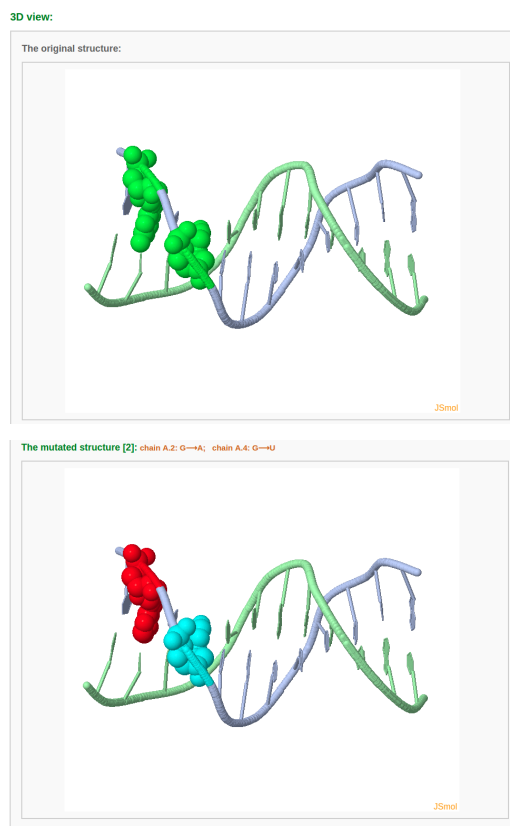 3D view:
The original structure:
JSmol
The mutated structure [2]: chain A.2: G⟶A;   chain A.4: G⟶U
JSmol